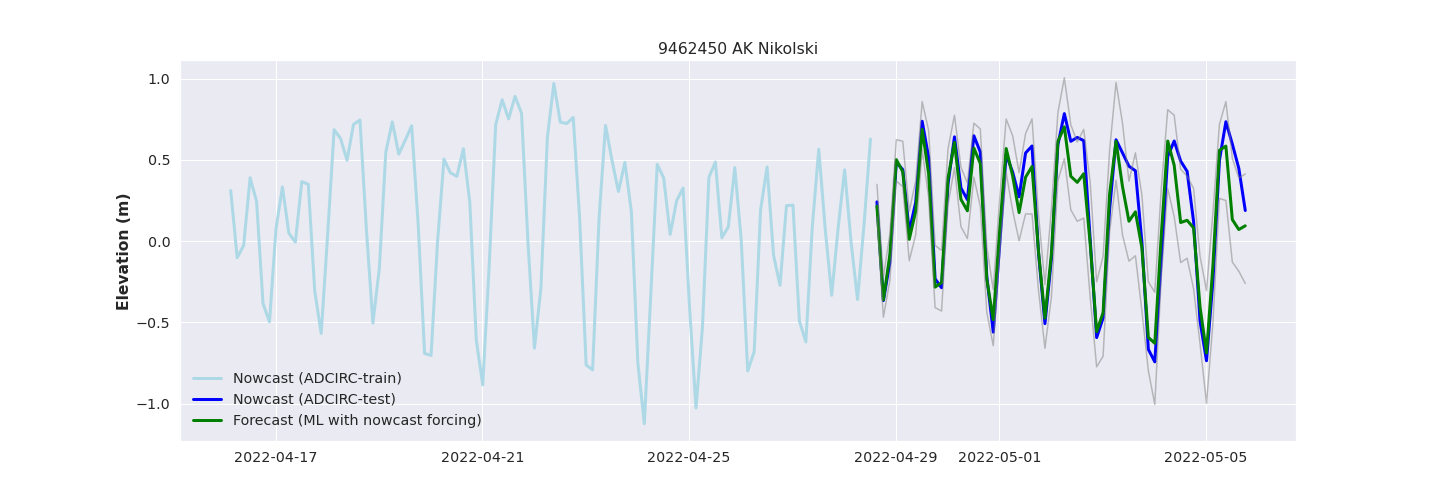 9462450 AK Nikolski
Elevation (m)
1.0
0.5
0.0
−0.5
−1.0
Nowcast (ADCIRC-train)
Nowcast (ADCIRC-test)
Forecast (ML with nowcast forcing)
2022-04-17
2022-04-21
2022-04-25
2022-04-29
2022-05-01
2022-05-05